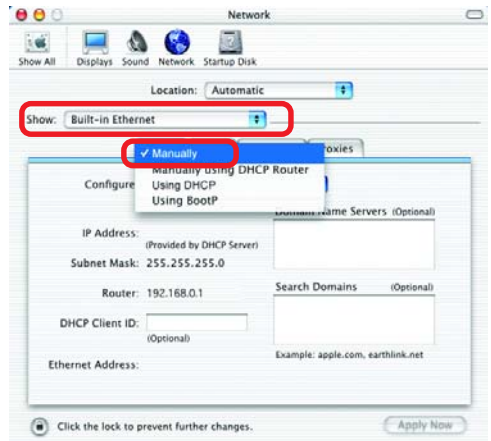 Network
Show All Displays Sound Network Startup Disk
Location: Automatic
Show: Built-in Ethernet
✓ Manually
Manually using DHCP Router
Using DHCP
Using BootP
Proxies
Configure
Domain Name Servers (Optional)
IP Address:
(Provided by DHCP Server)
Subnet Mask: 255.255.255.0
Router: 192.168.0.1
Search Domains (Optional)
DHCP Client ID:
(Optional)
Example: apple.com, earthlink.net
Ethernet Address:
Click the lock to prevent further changes.
Apply Now